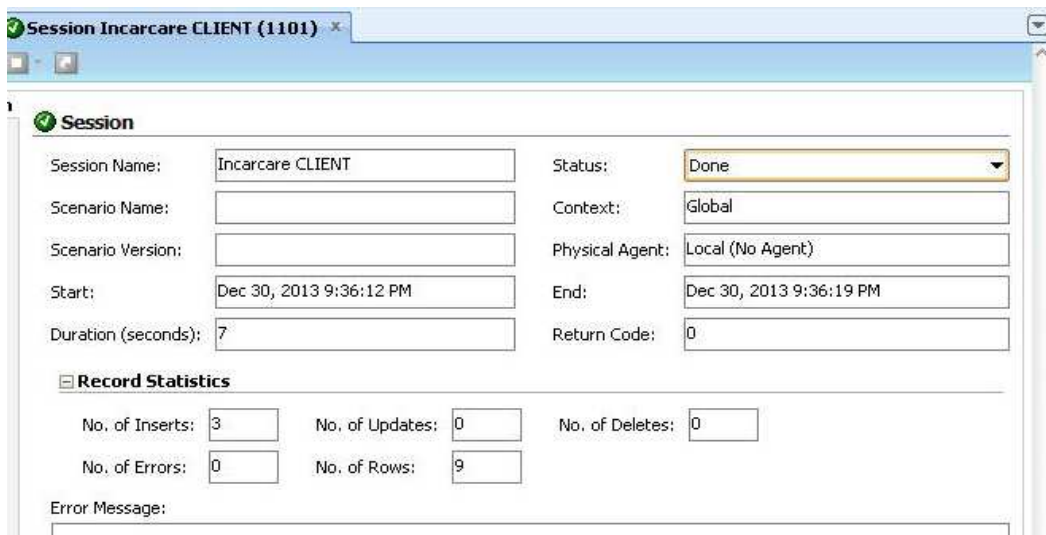 Session Incarcare CLIENT (1101)
Session
Session Name: Incarcare CLIENT Status: Done
Scenario Name: Context: Global
Scenario Version: Physical Agent: Local (No Agent)
Start: Dec 30, 2013 9:36:12 PM End: Dec 30, 2013 9:36:19 PM
Duration (seconds): 7 Return Code: 0
Record Statistics
No. of Inserts: 3 No. of Updates: 0 No. of Deletes: 0
No. of Errors: 0 No. of Rows: 9
Error Message: